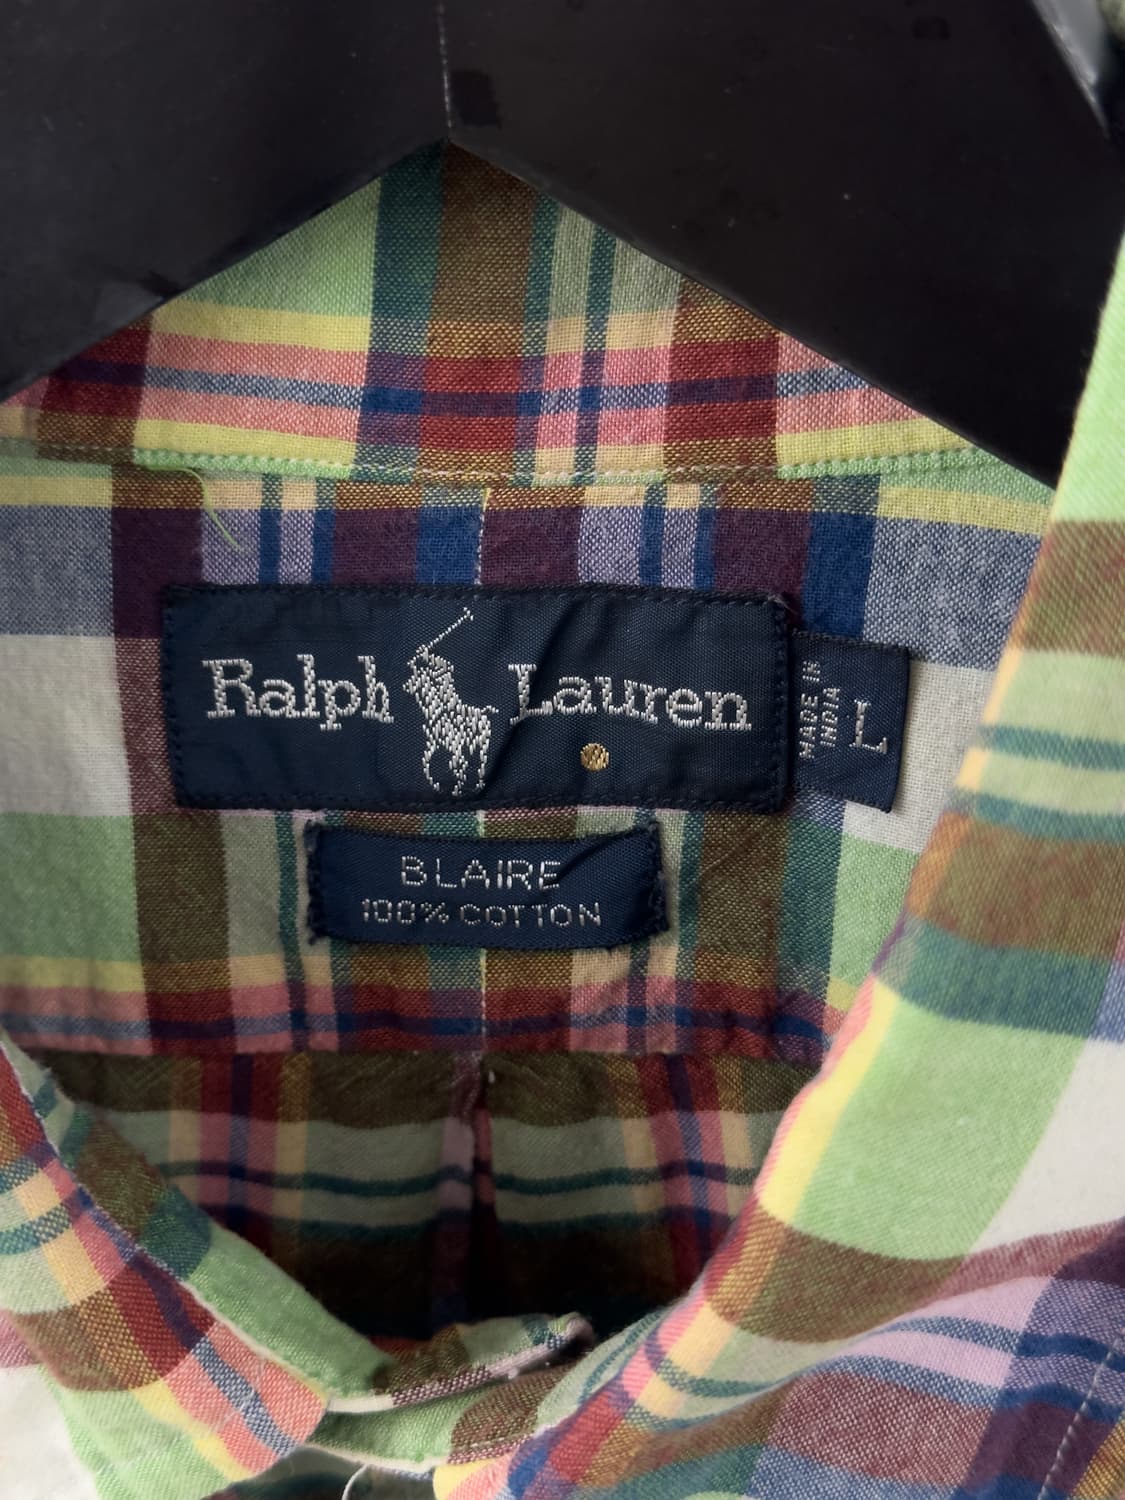 Ralph Lauren
MADE IN
INDIA
L
BLAIRE
100% COTTON